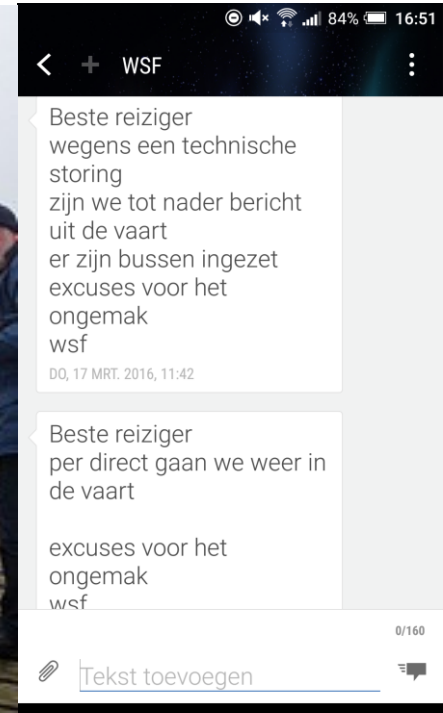 84% 16:51
WSF
Beste reiziger
wegens een technische
storing
zijn we tot nader bericht
uit de vaart
er zijn bussen ingezet
excuses voor het
ongemak
wsf
DO, 17 MRT. 2016, 11:42
Beste reiziger
per direct gaan we weer in
de vaart
excuses voor het
ongemak
wsf
0/160
Tekst toevoegen